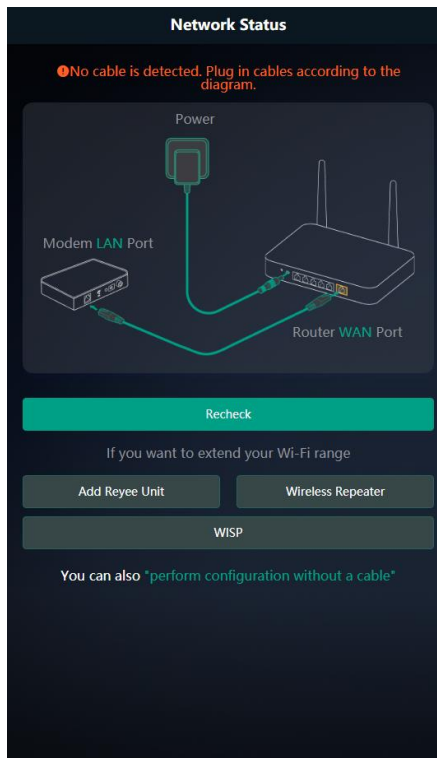 Network Status
No cable is detected. Plug in cables according to the
diagram.
Power
Modem LAN Port
Router WAN Port
Recheck
If you want to extend your Wi-Fi range
Add Reyee Unit
Wireless Repeater
WISP
You can also "perform configuration without a cable"